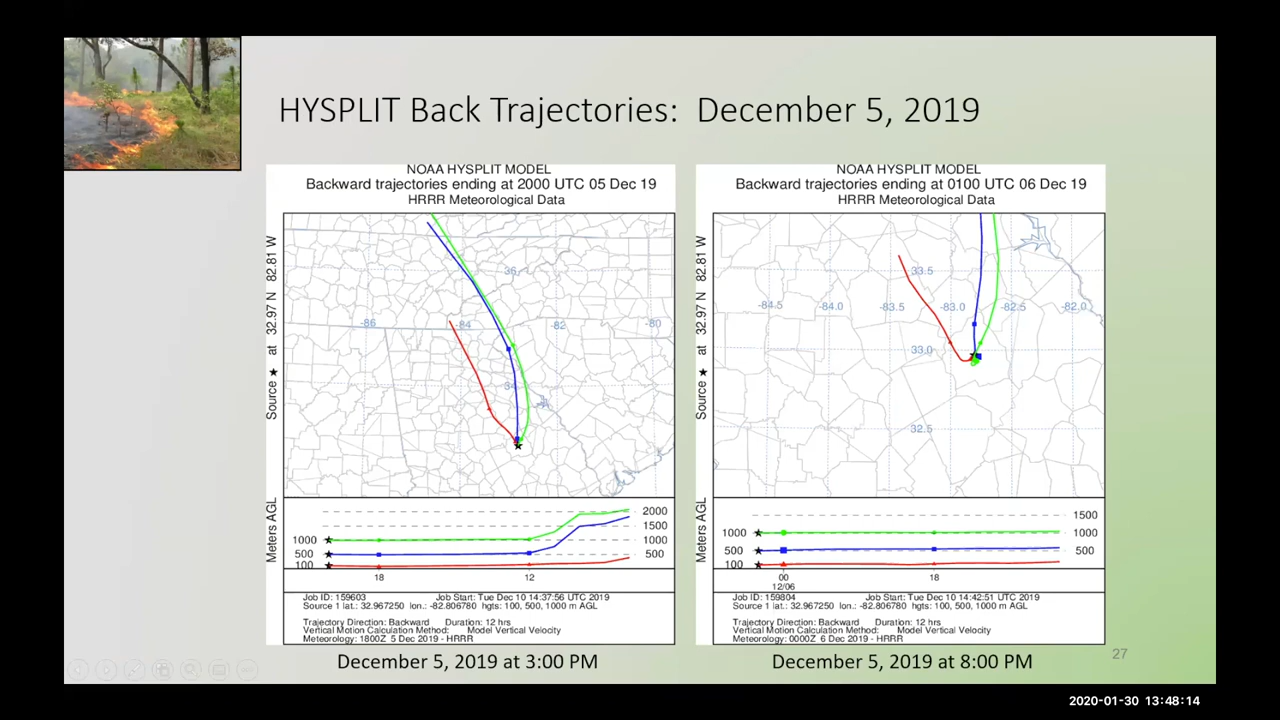 HYSPLIT Back Trajectories: December 5, 2019
NOAA HYSPLIT MODEL
Backward trajectories ending at 2000 UTC 05 Dec 19
HRRR Meteorological Data
Source ★ at 32.97 N 82.81 W
36
-86
-84
-82
-80
34
Meters AGL
2000
1500
1000
1000
500
500
100
18
12
Job ID: 159603 Job Start: Tue Dec 10 14:37:56 UTC 2019
Source 1 lat.: 32.967250 lon.: -82.806780 hgts: 100, 500, 1000 m AGL
Trajectory Direction: Backward Duration: 12 hrs
Vertical Motion Calculation Method: Model Vertical Velocity
Meteorology: 1800Z 5 Dec 2019 - HRRR
December 5, 2019 at 3:00 PM
NOAA HYSPLIT MODEL
Backward trajectories ending at 0100 UTC 06 Dec 19
HRRR Meteorological Data
Source ★ at 32.97 N 82.81 W
33.5
-84.5
-84.0
-83.5
-83.0
-82.5
-82.0
33.0
32.5
Meters AGL
1500
1000
1000
500
500
100
00
18
12/06
Job ID: 159804 Job Start: Tue Dec 10 14:42:51 UTC 2019
Source 1 lat.: 32.967250 lon.: -82.806780 hgts: 100, 500, 1000 m AGL
Trajectory Direction: Backward Duration: 12 hrs
Vertical Motion Calculation Method: Model Vertical Velocity
Meteorology: 0000Z 6 Dec 2019 - HRRR
December 5, 2019 at 8:00 PM
27
2020-01-30 13:48:14